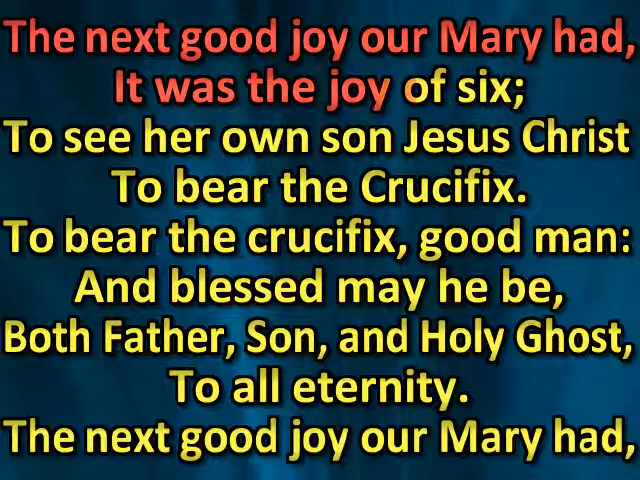 The next good joy our Mary had,
It was the joy of six;
To see her own son Jesus Christ
To bear the Crucifix.
To bear the crucifix, good man:
And blessed may he be,
Both Father, Son, and Holy Ghost,
To all eternity.
The next good joy our Mary had,